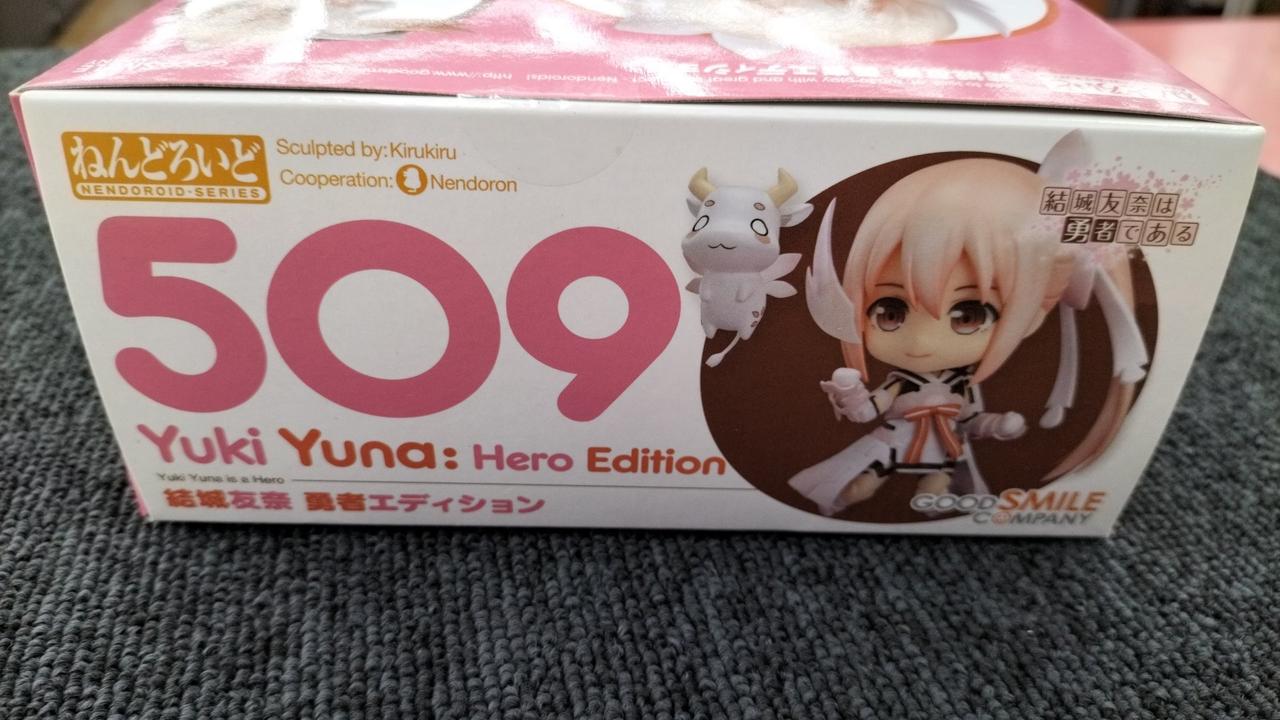 ねんどろいど
NENDOROID-SERIES
Sculpted by: Kirukiru
Cooperation: Nendoron
509
結城友奈は
勇者である
Yuki Yuna: Hero Edition
Yuki Yuna is a Hero
結城友奈 勇者エディション
GOOD SMILE
COMPANY